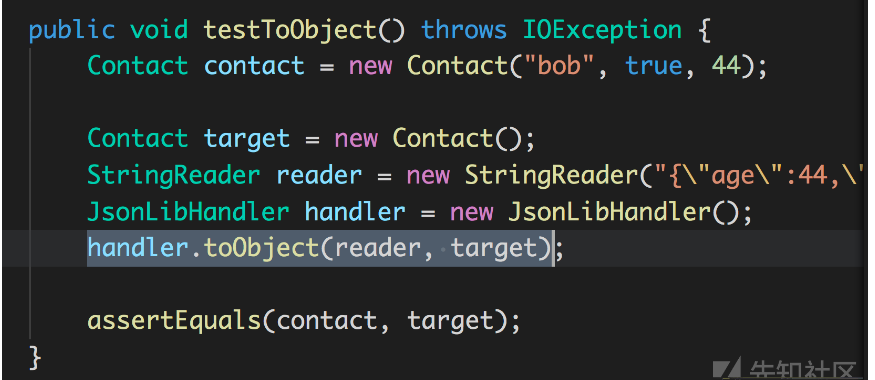 public void testToObject() throws IOException {
    Contact contact = new Contact("bob", true, 44);
    Contact target = new Contact();
    StringReader reader = new StringReader("{\"age\":44,\"
    JsonLibHandler handler = new JsonLibHandler();
    handler.toObject(reader, target);
    assertEquals(contact, target);
}
先知社区